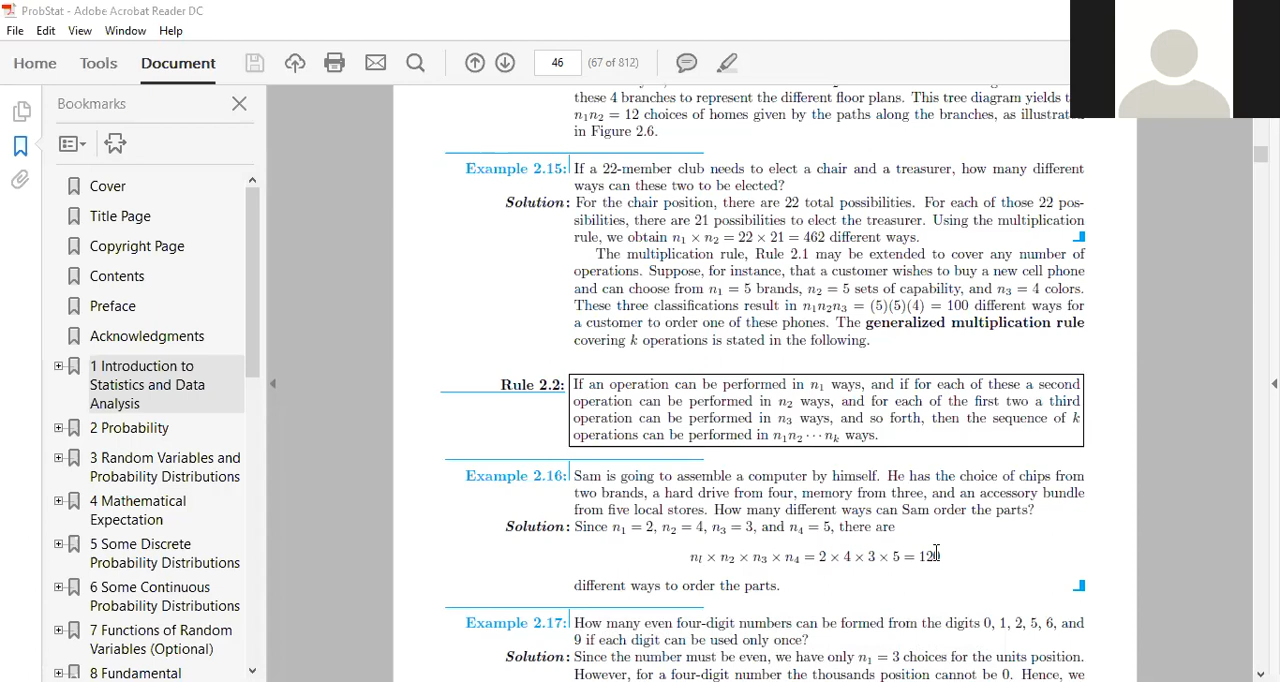 ProbStat - Adobe Acrobat Reader DC
File Edit View Window Help
Home Tools Document 46 (67 of 812)
Bookmarks
Cover
Title Page
Copyright Page
Contents
Preface
Acknowledgments
1 Introduction to
Statistics and Data
Analysis
2 Probability
3 Random Variables and
Probability Distributions
4 Mathematical
Expectation
5 Some Discrete
Probability Distributions
6 Some Continuous
Probability Distributions
7 Functions of Random
Variables (Optional)
8 Fundamental
these 4 branches to represent the different floor plans. This tree diagram yields
n₁n₂ = 12 choices of homes given by the paths along the branches, as illustrat
in Figure 2.6.
Example 2.15: If a 22-member club needs to elect a chair and a treasurer, how many different
ways can these two to be elected?
Solution: For the chair position, there are 22 total possibilities. For each of those 22 pos-
sibilities, there are 21 possibilities to elect the treasurer. Using the multiplication
rule, we obtain n₁ × n₂ = 22 × 21 = 462 different ways.
The multiplication rule, Rule 2.1 may be extended to cover any number of
operations. Suppose, for instance, that a customer wishes to buy a new cell phone
and can choose from n₁ = 5 brands, n₂ = 5 sets of capability, and n₃ = 4 colors.
These three classifications result in n₁n₂n₃ = (5)(5)(4) = 100 different ways for
a customer to order one of these phones. The generalized multiplication rule
covering k operations is stated in the following.
Rule 2.2: If an operation can be performed in n₁ ways, and if for each of these a second
operation can be performed in n₂ ways, and for each of the first two a third
operation can be performed in n₃ ways, and so forth, then the sequence of k
operations can be performed in n₁n₂ ⋯ nₖ ways.
Example 2.16: Sam is going to assemble a computer by himself. He has the choice of chips from
two brands, a hard drive from four, memory from three, and an accessory bundle
from five local stores. How many different ways can Sam order the parts?
Solution: Since n₁ = 2, n₂ = 4, n₃ = 3, and n₄ = 5, there are
nₗ × n₂ × n₃ × n₄ = 2 × 4 × 3 × 5 = 120
different ways to order the parts.
Example 2.17: How many even four-digit numbers can be formed from the digits 0, 1, 2, 5, 6, and
9 if each digit can be used only once?
Solution: Since the number must be even, we have only n₁ = 3 choices for the units position.
However, for a four-digit number the thousands position cannot be 0. Hence, we